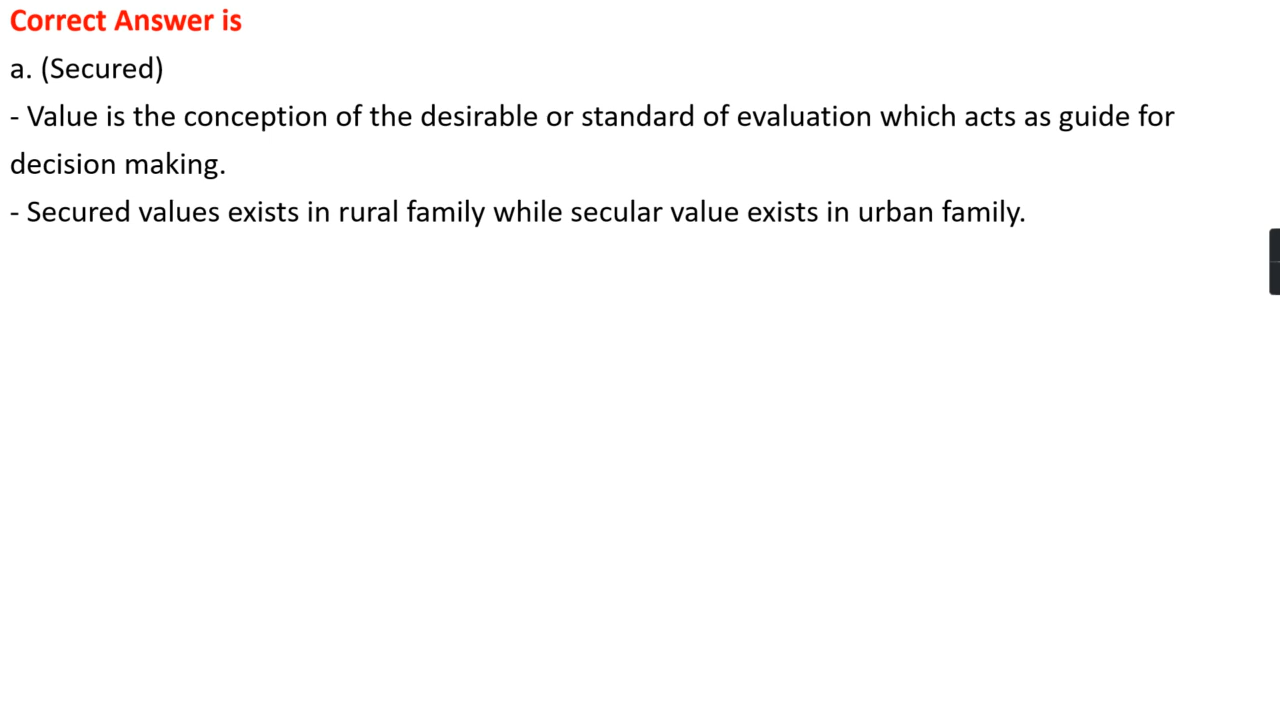 Correct Answer is
a. (Secured)
- Value is the conception of the desirable or standard of evaluation which acts as guide for
decision making.
- Secured values exists in rural family while secular value exists in urban family.